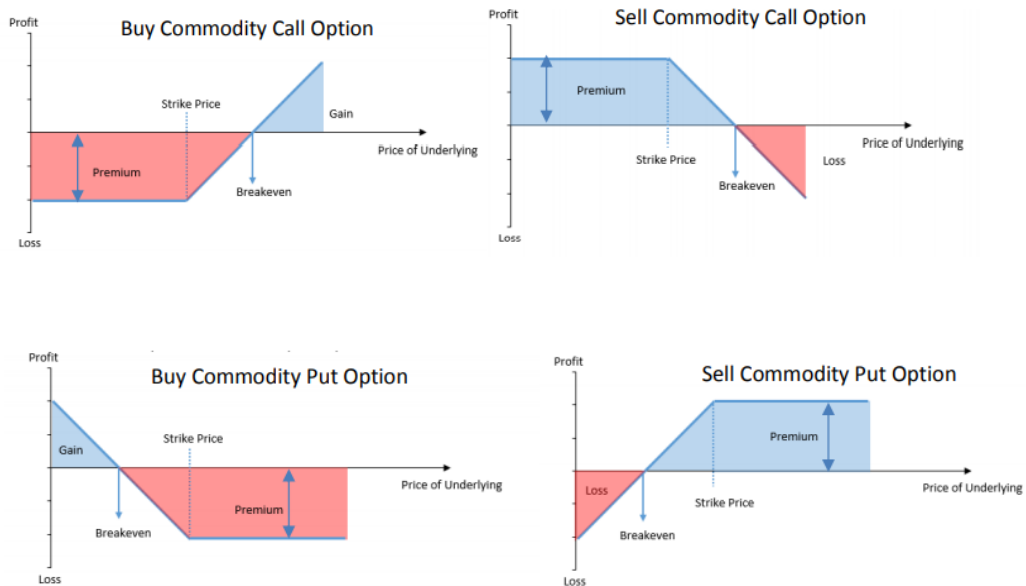 Profit
Buy Commodity Call Option
Strike Price
Gain
Price of Underlying
Premium
Breakeven
Loss
Profit
Sell Commodity Call Option
Premium
Price of Underlying
Strike Price
Loss
Breakeven
Loss
Profit
Buy Commodity Put Option
Strike Price
Gain
Price of Underlying
Premium
Breakeven
Loss
Profit
Sell Commodity Put Option
Premium
Price of Underlying
Loss
Strike Price
Breakeven
Loss